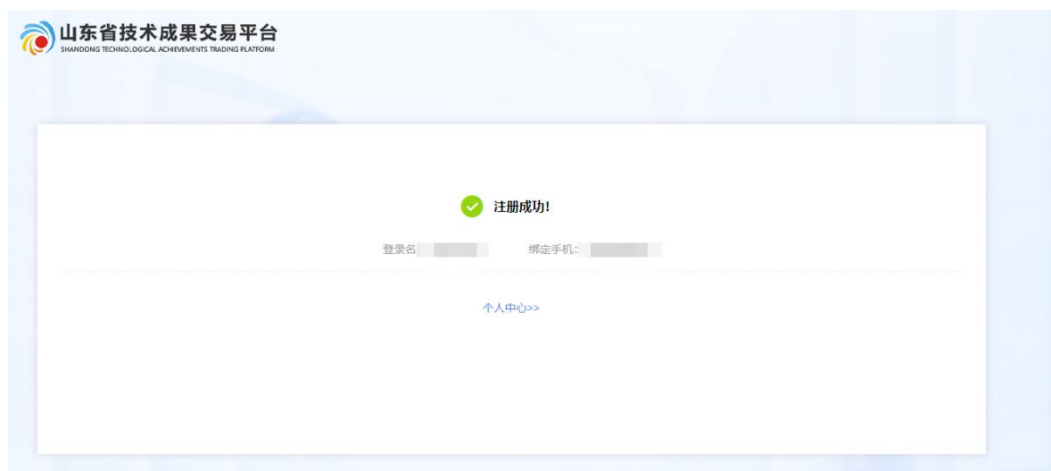 山东省技术成果交易平台
SHANDONG TECHNOLOGICAL ACHIEVEMENTS TRADING PLATFORM
注册成功!
登录名 绑定手机:
个人中心>>